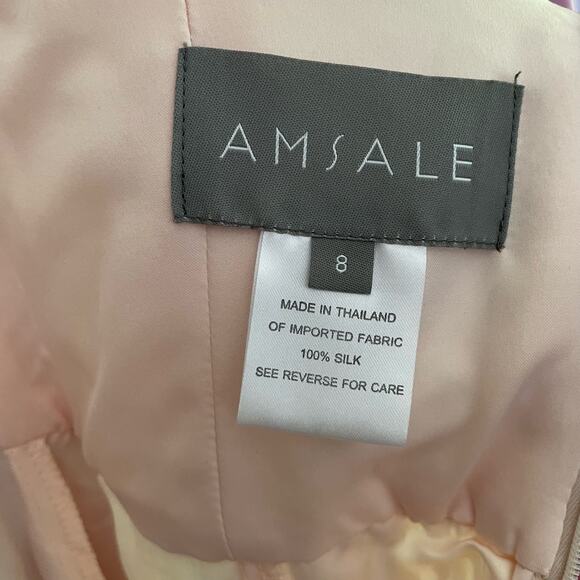 AMSALE
8
MADE IN THAILAND
OF IMPORTED FABRIC
100% SILK
SEE REVERSE FOR CARE